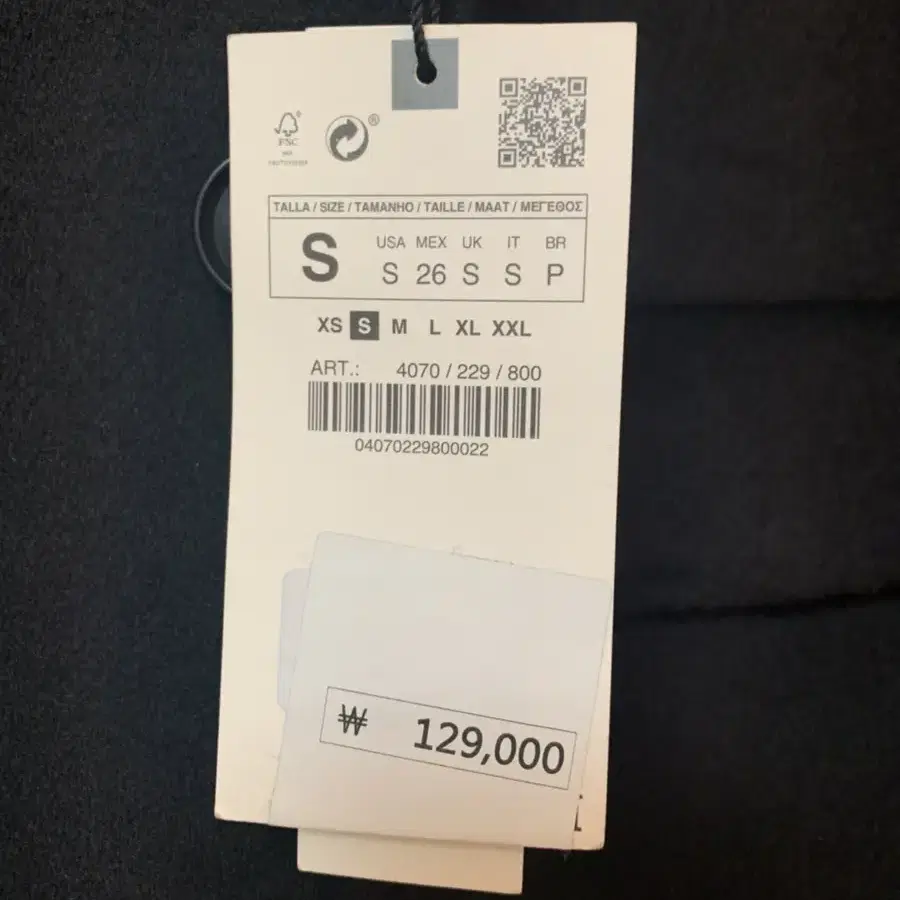 FSC
TALLA / SIZE / TAMANHO / TAILLE / MAAT / ΜΕΓΕΘΟΣ
S
USA MEX UK IT BR
S 26 S S P
XS S M L XL XXL
ART.: 4070 / 229 / 800
04070229800022
₩ 129,000